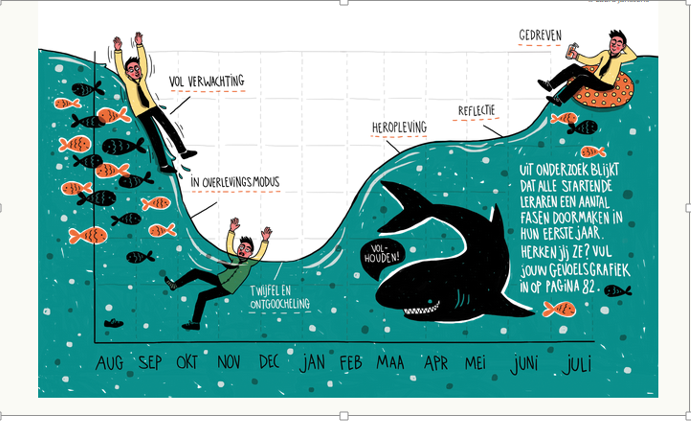 GEDREVEN
VOL VERWACHTING
REFLECTIE
HEROPLEVING
IN OVERLEVINGSMODUS
UIT ONDERZOEK BLIJKT
DAT ALLE STARTENDE
LERAREN EEN AANTAL
FASEN DOORMAKEN IN
HUN EERSTE JAAR.
HERKEN JIJ ZE? VUL
JOUW GEVOELSGRAFIEK
IN OP PAGINA 82.
VOL-
HOUDEN!
TWIJFEL EN
ONTGOOCHELING
AUG SEP OKT NOV DEC JAN FEB MAA APR MEI JUNI JULI